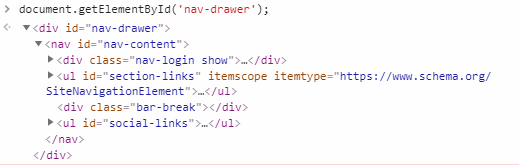 > document.getElementById('nav-drawer');
<· ▼<div id="nav-drawer">
▼<nav id="nav-content">
▶<div class="nav-login show">…</div>
▶<ul id="section-links" itemscope itemtype="https://www.schema.org/
SiteNavigationElement">…</ul>
<div class="bar-break"></div>
▶<ul id="social-links">…</ul>
</nav>
</div>